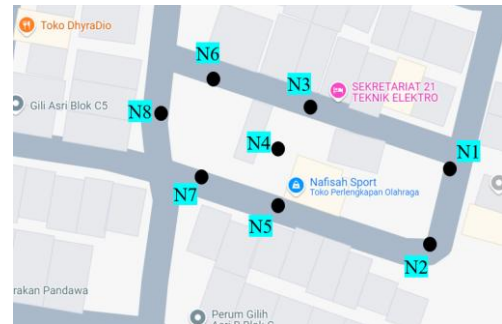 Toko DhyraDio
N6
SEKRETARIAT 21
TEKNIK ELEKTRO
N3
Gili Asri Blok C5
N8
N4
N1
N7
Nafisah Sport
Toko Perlengkapan Olahraga
N5
N2
rakan Pandawa
Perum Gilih